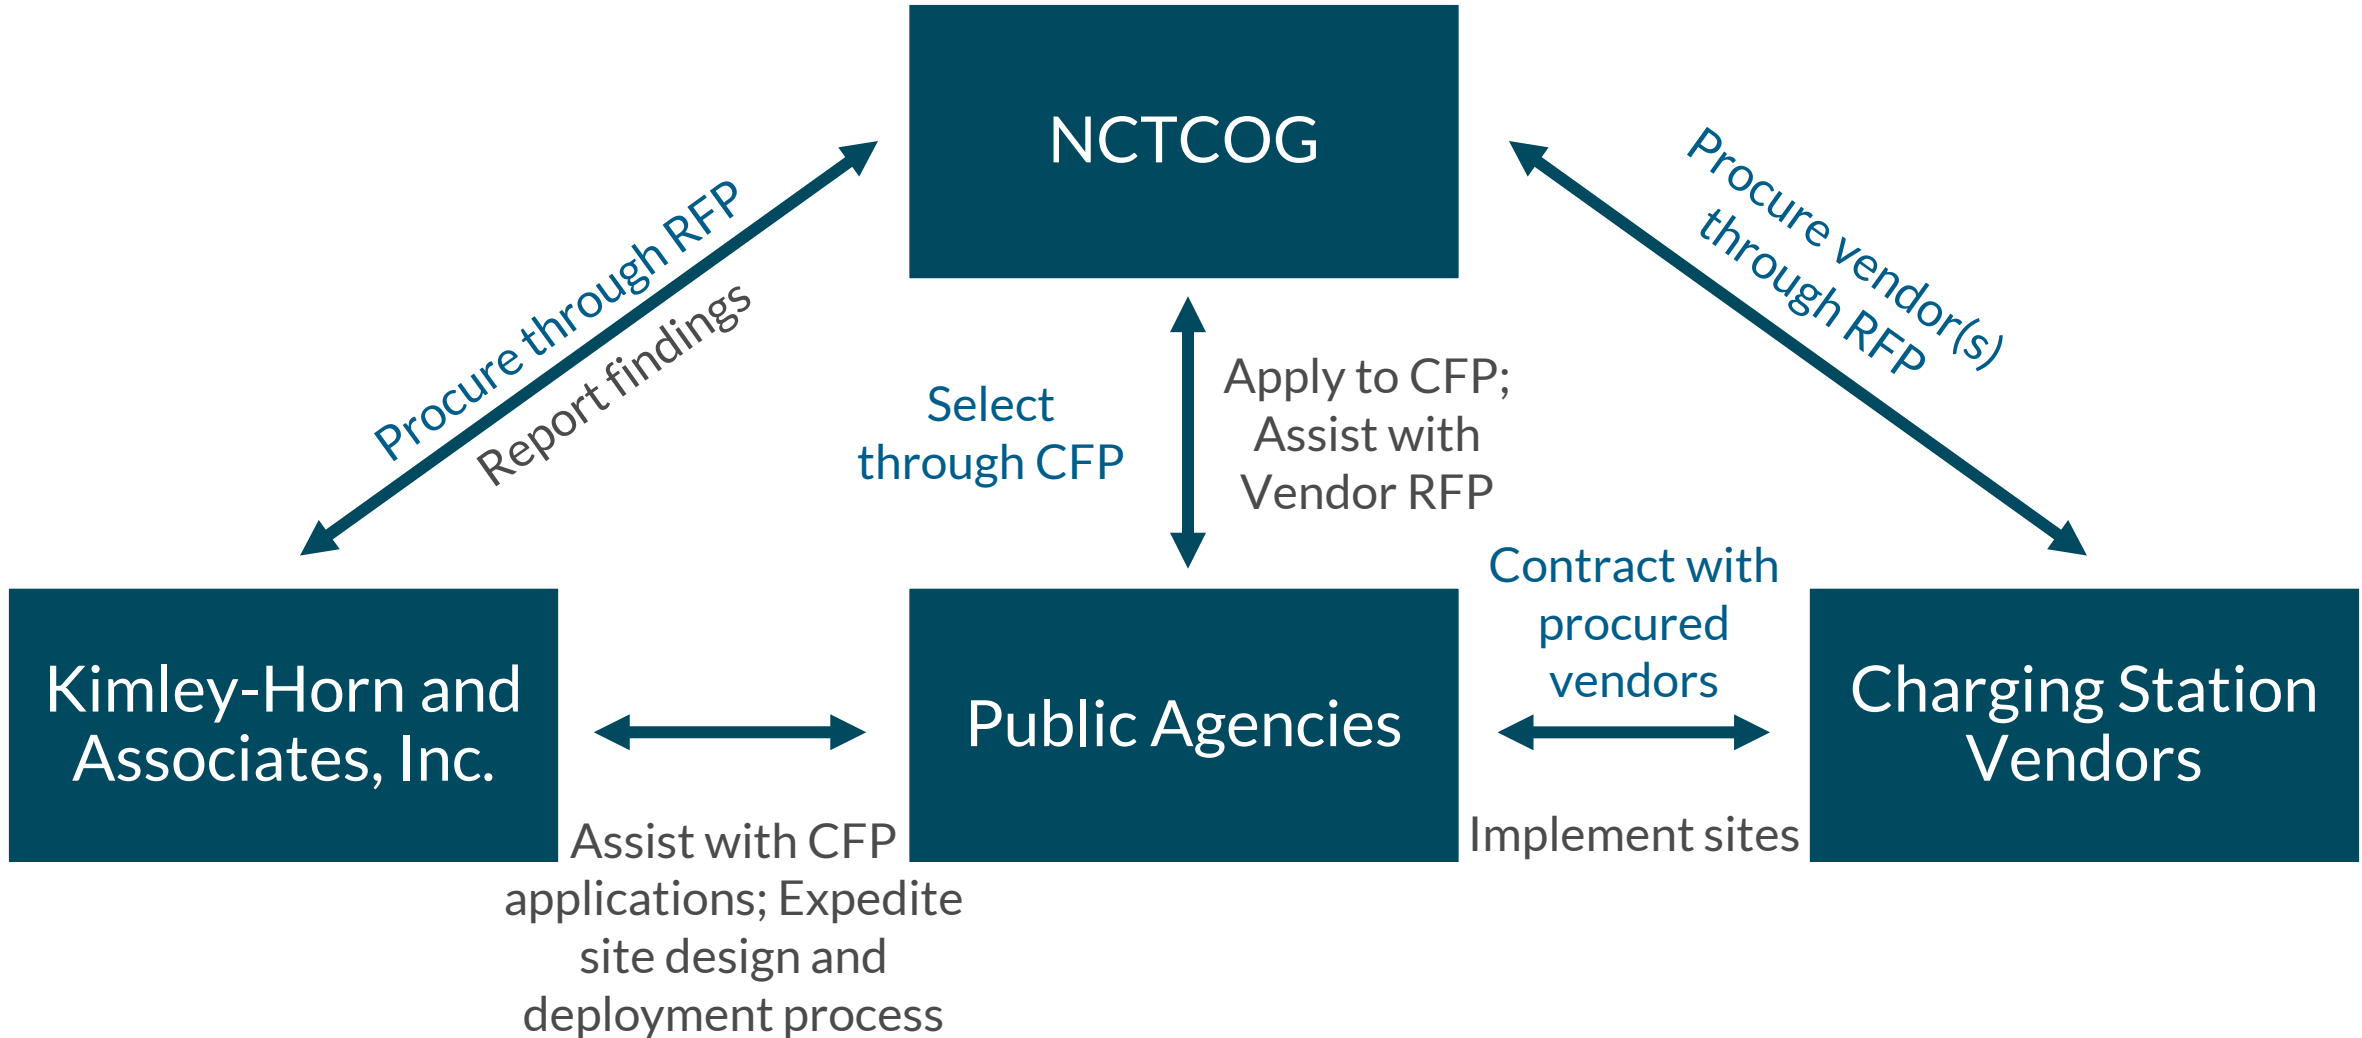 NCTCOG
Procure through RFP
Report findings
Procure vendor(s)
through RFP
Select
through CFP
Apply to CFP;
Assist with
Vendor RFP
Contract with
procured
vendors
Kimley-Horn and
Associates, Inc.
Public Agencies
Charging Station
Vendors
Assist with CFP
applications; Expedite
site design and
deployment process
Implement sites